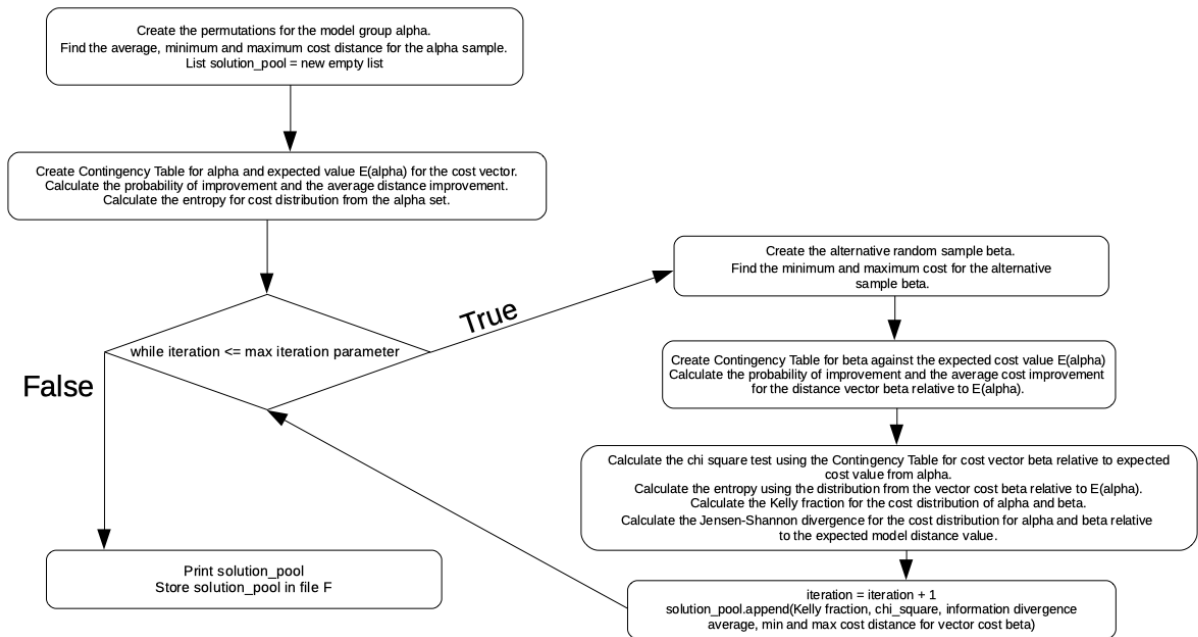 Create the permutations for the model group alpha.
Find the average, minimum and maximum cost distance for the alpha sample.
List solution_pool = new empty list
Create Contingency Table for alpha and expected value E(alpha) for the cost vector.
Calculate the probability of improvement and the average distance improvement.
Calculate the entropy for cost distribution from the alpha set.
while iteration <= max iteration parameter
True
False
Create the alternative random sample beta.
Find the minimum and maximum cost for the alternative
sample beta.
Create Contingency Table for beta against the expected cost value E(alpha)
Calculate the probability of improvement and the average cost improvement
for the distance vector beta relative to E(alpha).
Calculate the chi square test using the Contingency Table for cost vector beta relative to expected
cost value from alpha.
Calculate the entropy using the distribution from the vector cost beta relative to E(alpha).
Calculate the Kelly fraction for the cost distribution of alpha and beta.
Calculate the Jensen-Shannon divergence for the cost distribution for alpha and beta relative
to the expected model distance value.
iteration = iteration + 1
solution_pool.append(Kelly fraction, chi_square, information divergence
average, min and max cost distance for vector cost beta)
Print solution_pool
Store solution_pool in file F